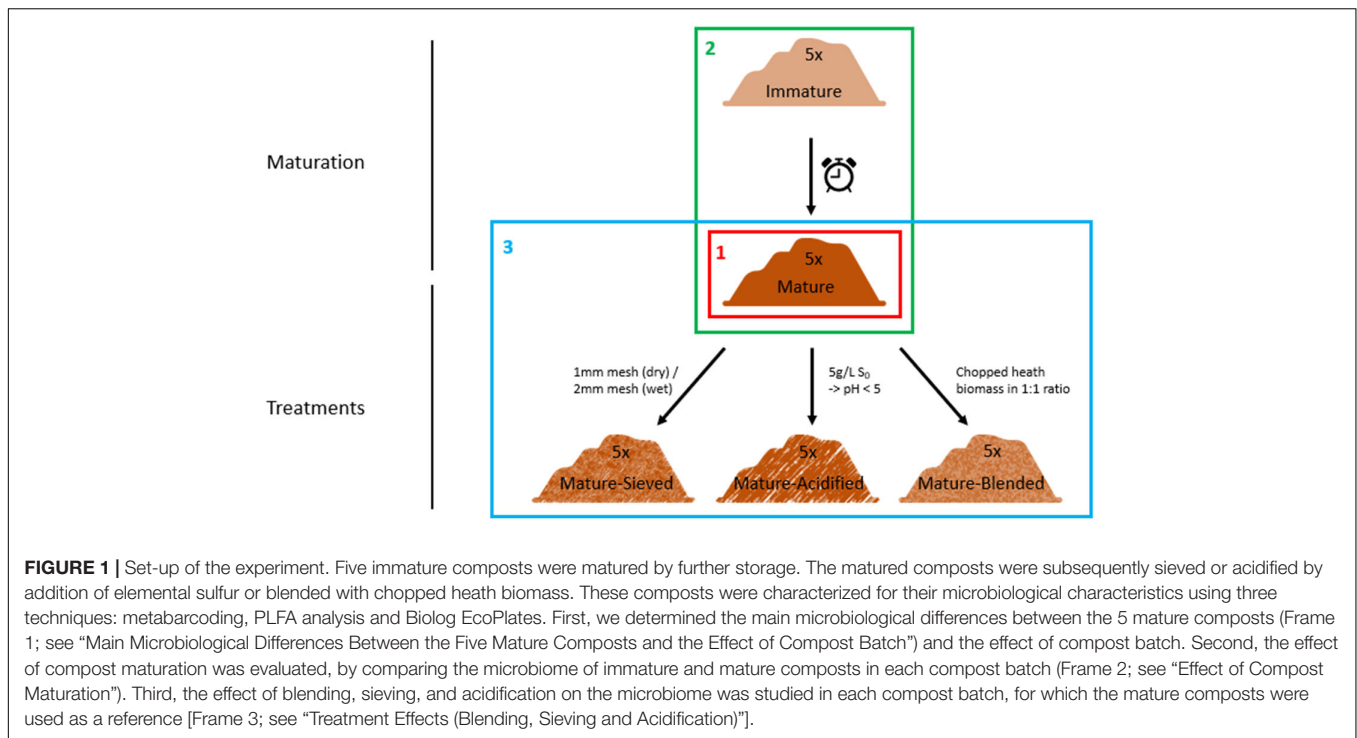 2
5x
Immature
Maturation
3
1
5x
Mature
1mm mesh (dry) /
2mm mesh (wet)
5g/L S0
-> pH < 5
Chopped heath
biomass in 1:1 ratio
Treatments
5x
Mature-Sieved
5x
Mature-Acidified
5x
Mature-Blended
FIGURE 1 | Set-up of the experiment. Five immature composts were matured by further storage. The matured composts were subsequently sieved or acidified by
addition of elemental sulfur or blended with chopped heath biomass. These composts were characterized for their microbiological characteristics using three
techniques: metabarcoding, PLFA analysis and Biolog EcoPlates. First, we determined the main microbiological differences between the 5 mature composts (Frame
1; see “Main Microbiological Differences Between the Five Mature Composts and the Effect of Compost Batch”) and the effect of compost batch. Second, the effect
of compost maturation was evaluated, by comparing the microbiome of immature and mature composts in each compost batch (Frame 2; see “Effect of Compost
Maturation”). Third, the effect of blending, sieving, and acidification on the microbiome was studied in each compost batch, for which the mature composts were
used as a reference [Frame 3; see “Treatment Effects (Blending, Sieving and Acidification)”].